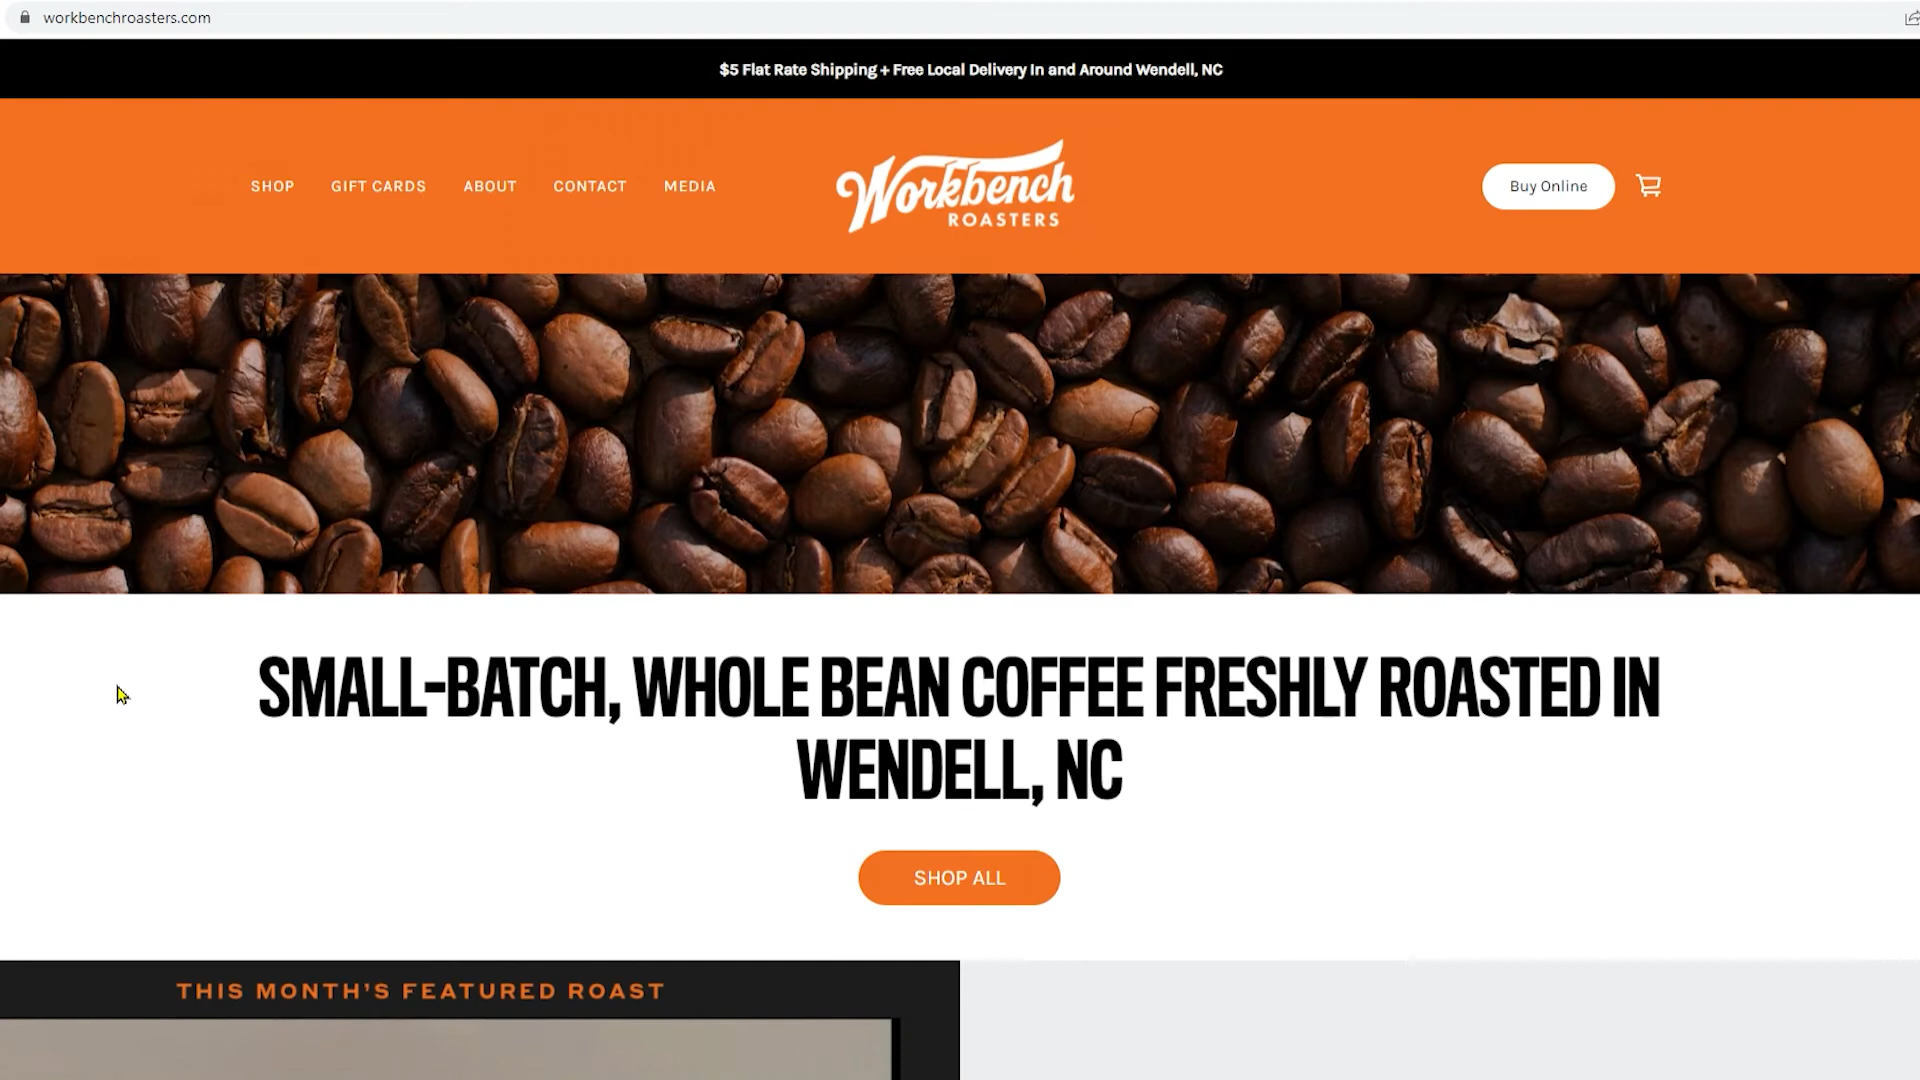 workbenchroasters.com
$5 Flat Rate Shipping + Free Local Delivery In and Around Wendell, NC
SHOP GIFT CARDS ABOUT CONTACT MEDIA
Workbench
ROASTERS
Buy Online
SMALL-BATCH, WHOLE BEAN COFFEE FRESHLY ROASTED IN
WENDELL, NC
SHOP ALL
THIS MONTH'S FEATURED ROAST